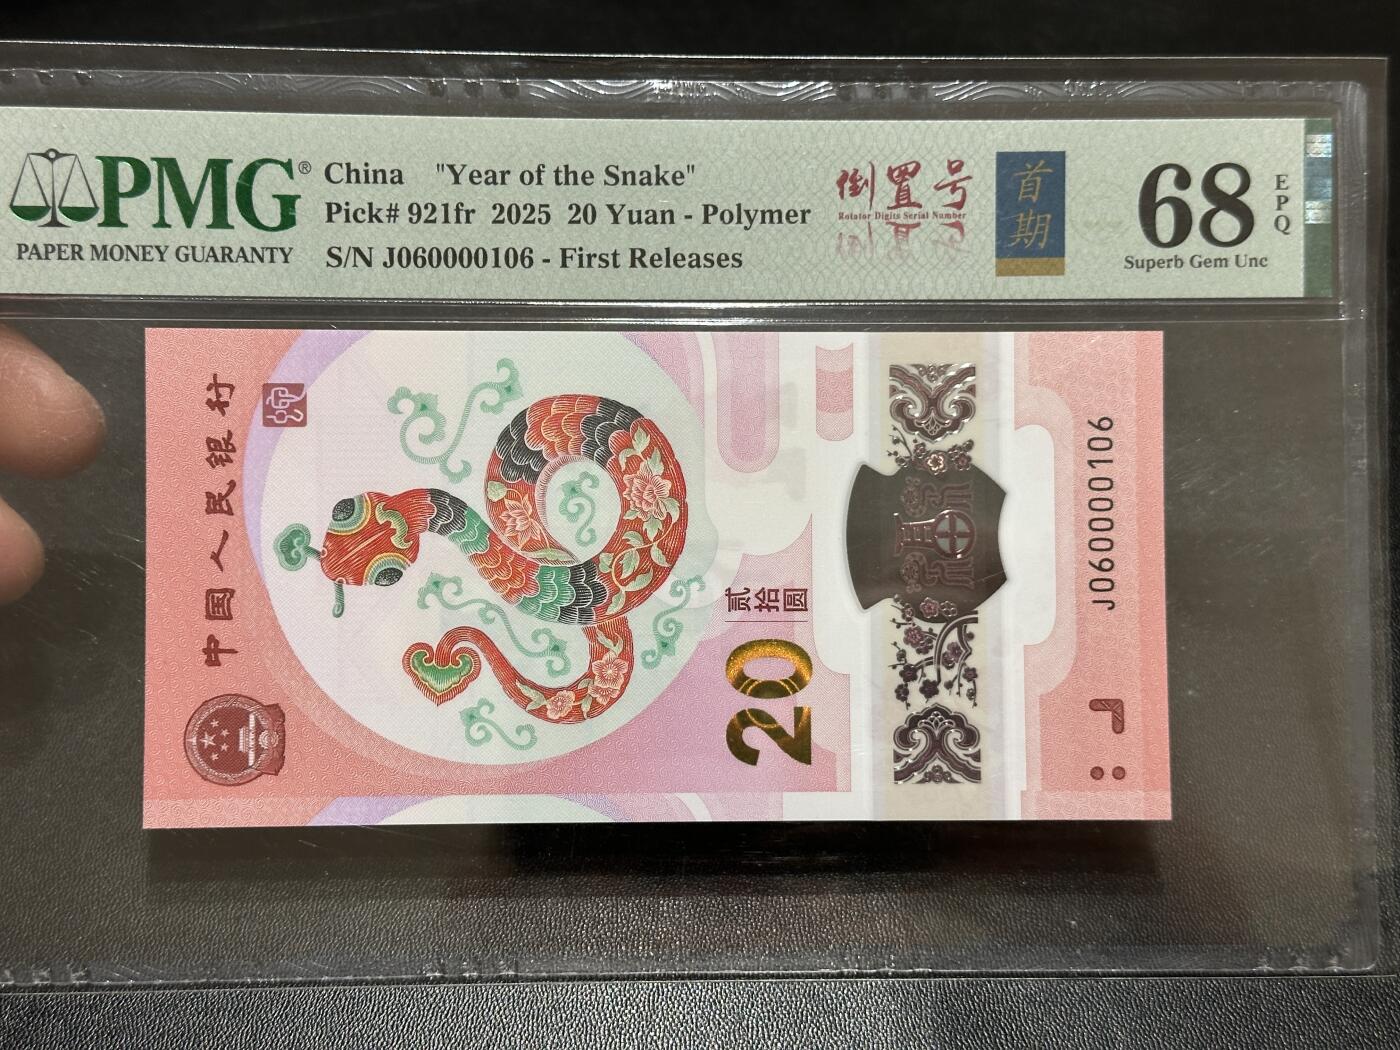 PMG®
PAPER MONEY GUARANTY
China "Year of the Snake"
Pick# 921fr 2025 20 Yuan - Polymer
S/N J060000106 - First Releases
倒置号
Rotator Digits Serial Number
首期
68
EPQ
Superb Gem Unc
中国人民银行
贰拾圆
20
J060000106